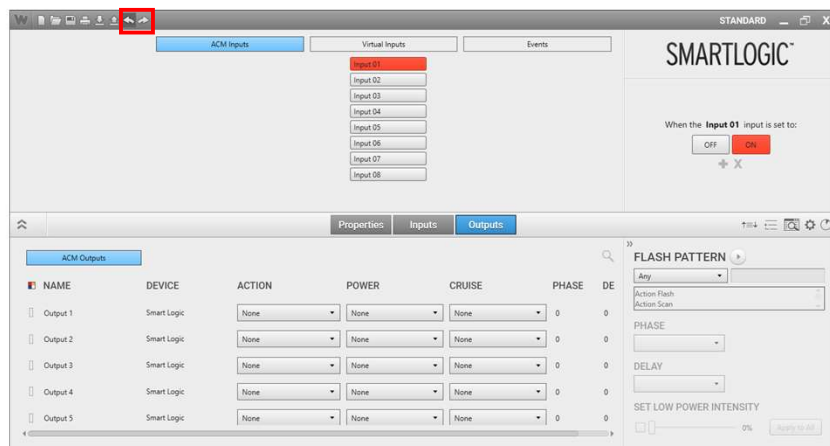 W STANDARD
ACM Inputs Virtual Inputs Events
Input 01
Input 02
Input 03
Input 04
Input 05
Input 06
Input 07
Input 08
SMARTLOGIC™
When the Input 01 input is set to:
OFF ON
Properties Inputs Outputs
ACM Outputs
NAME DEVICE ACTION POWER CRUISE PHASE DE
Output 1 Smart Logic None None None 0 0
Output 2 Smart Logic None None None 0 0
Output 3 Smart Logic None None None 0 0
Output 4 Smart Logic None None None 0 0
Output 5 Smart Logic None None None 0 0
FLASH PATTERN
Any
Action Flash
Action Scan
PHASE
DELAY
SET LOW POWER INTENSITY
0% Apply to All